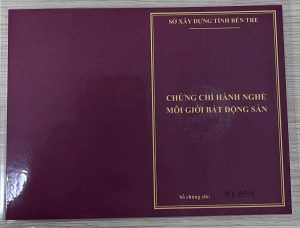 SỞ XÂY DỰNG TỈNH BẾN TRE
CHỨNG CHỈ HÀNH NGHỀ
MÔI GIỚI BẤT ĐỘNG SẢN
Số chứng chỉ: BT-8591